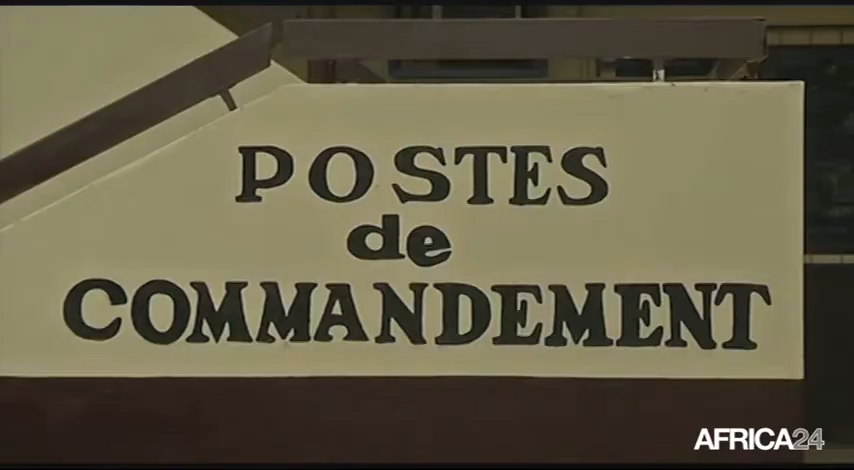 POSTES
de
COMMANDEMENT
AFRICA24